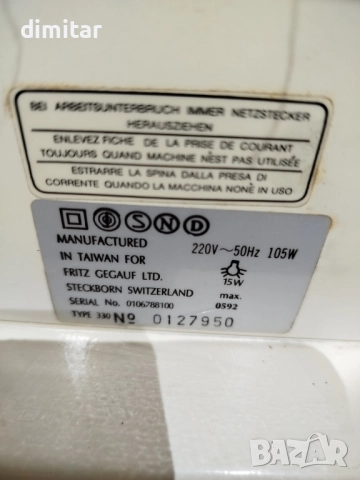 dimitar
BEI ARBEITSUNTERBRUCH IMMER NETZSTECKER
HERAUSZIEHEN
ENLEVEZ FICHE DE LA PRISE DE COURANT
TOUJOURS QUAND MACHINE N'EST PAS UTILISÉE
ESTRARRE LA SPINA DALLA PRESA DI
CORRENTE QUANDO LA MACCHINA NONE IN USO
S N D
MANUFACTURED
IN TAIWAN FOR
FRITZ GEGAUF LTD.
STECKBORN SWITZERLAND
SERIAL No. 0106788100
TYPE 330 No 0127950
220V~50Hz 105W
15W
max.
0592
BAZAR